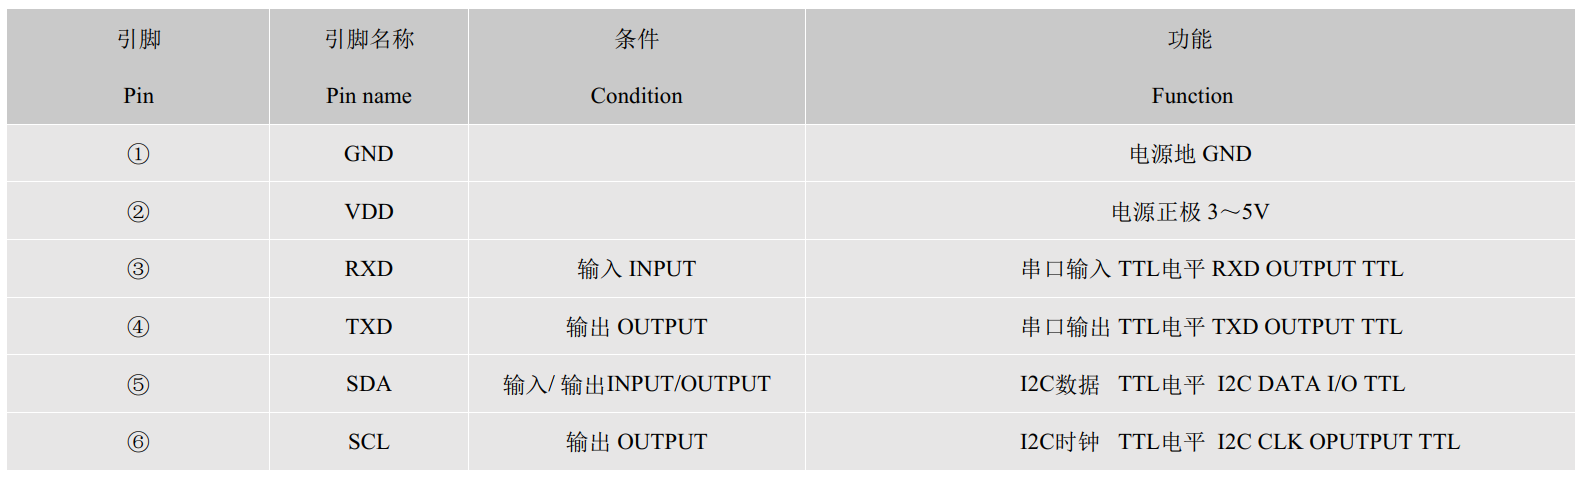 引脚 引脚名称 条件 功能
Pin Pin name Condition Function
① GND 电源地 GND
② VDD 电源正极 3～5V
③ RXD 输入 INPUT 串口输入 TTL电平 RXD OUTPUT TTL
④ TXD 输出 OUTPUT 串口输出 TTL电平 TXD OUTPUT TTL
⑤ SDA 输入/ 输出INPUT/OUTPUT I2C数据 TTL电平 I2C DATA I/O TTL
⑥ SCL 输出 OUTPUT I2C时钟 TTL电平 I2C CLK OPUTPUT TTL